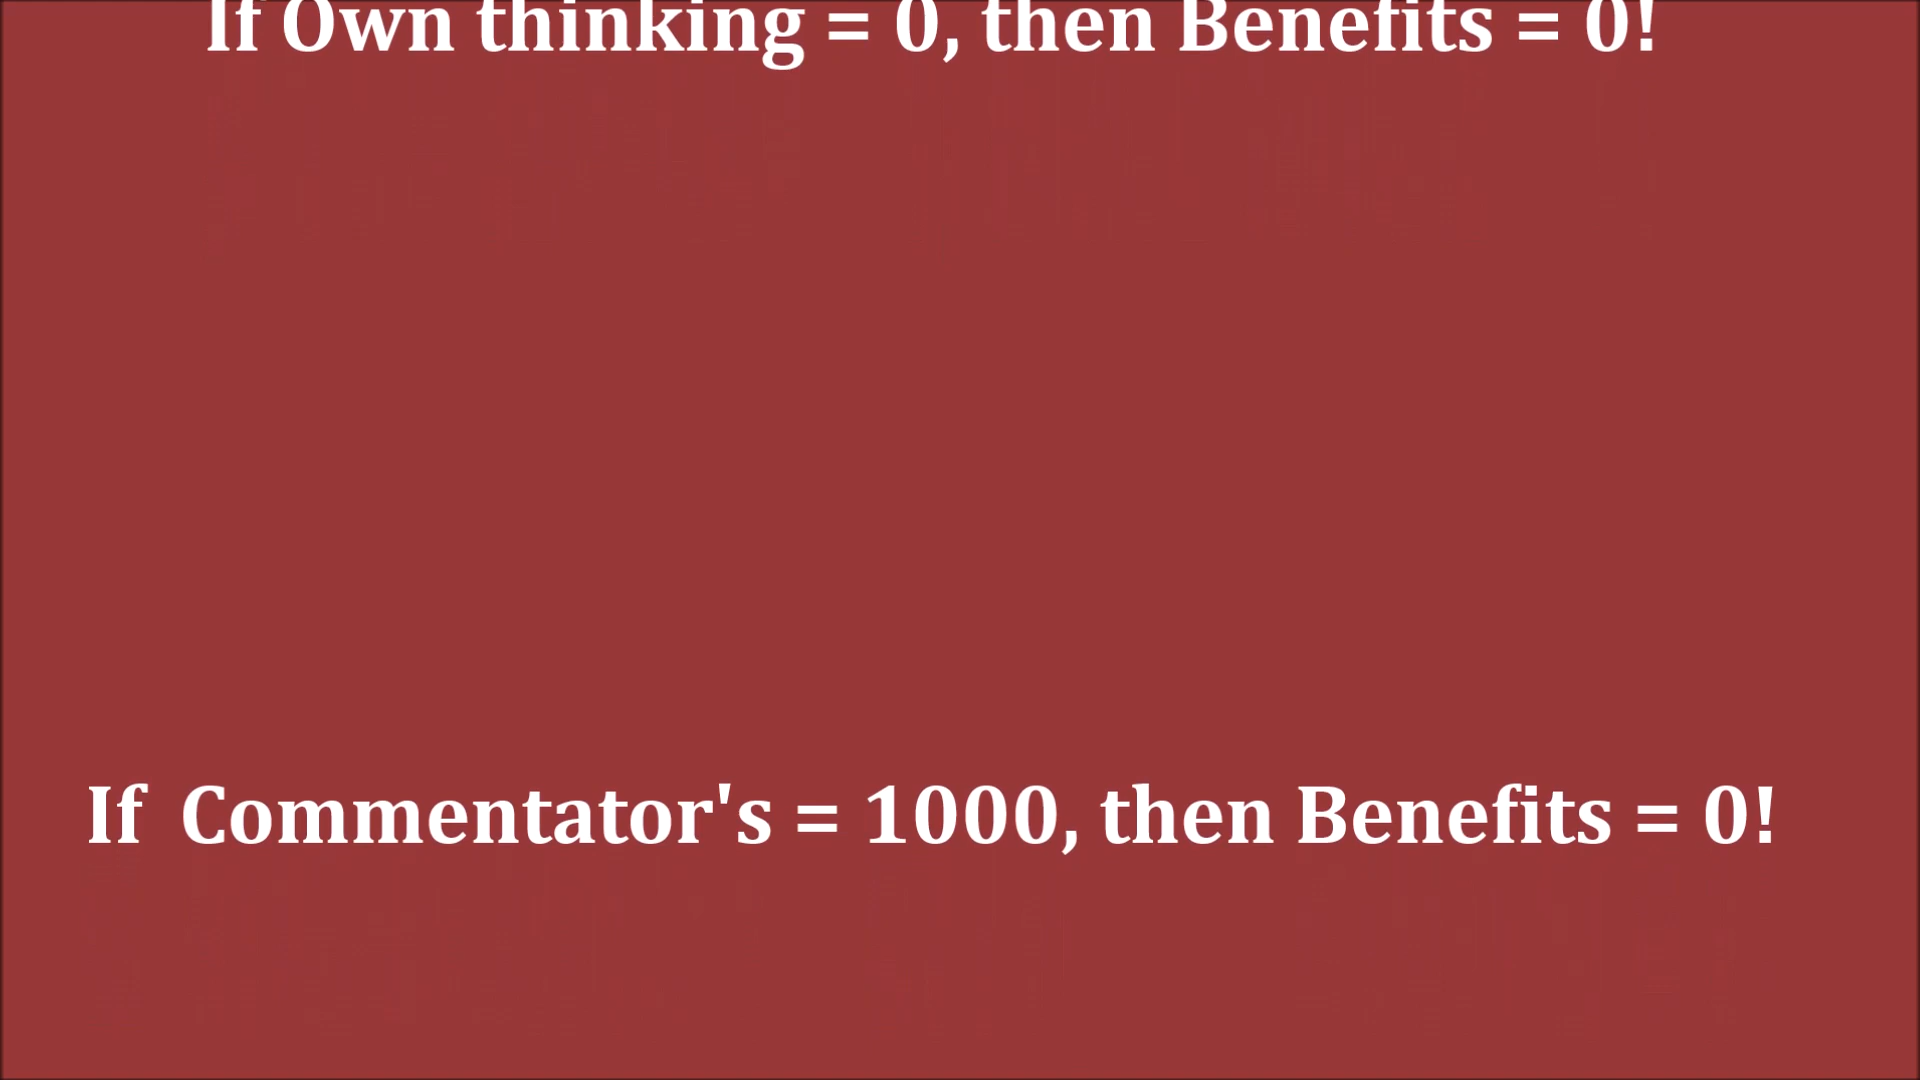 If Own thinking = 0, then Benefits = 0!
If Commentator's = 1000, then Benefits = 0!